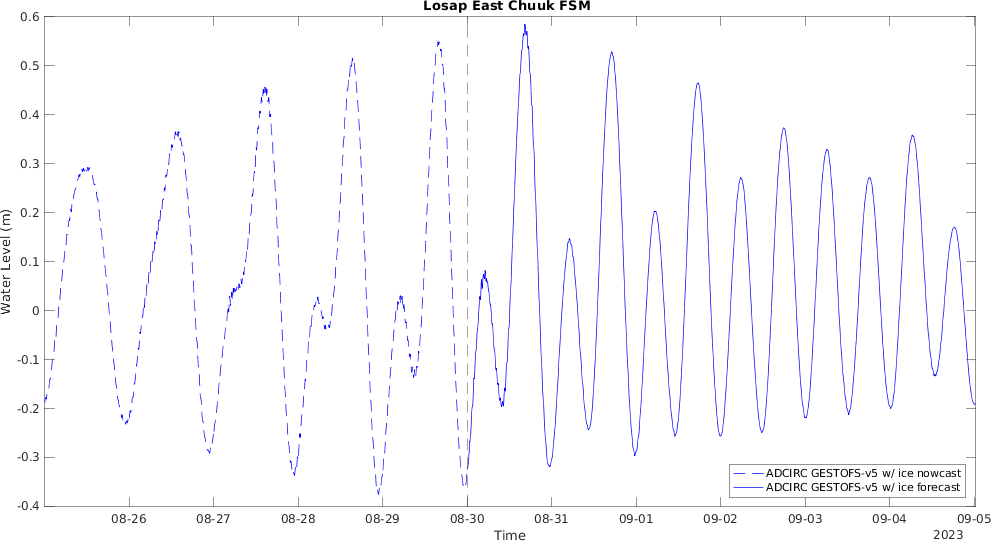 Losap East Chuuk FSM
0.6
0.5
0.4
0.3
0.2
0.1
0
-0.1
-0.2
-0.3
-0.4
Water Level (m)
08-26 08-27 08-28 08-29 08-30 08-31 09-01 09-02 09-03 09-04 09-05
Time
2023
ADCIRC GESTOFS-v5 w/ ice nowcast
ADCIRC GESTOFS-v5 w/ ice forecast